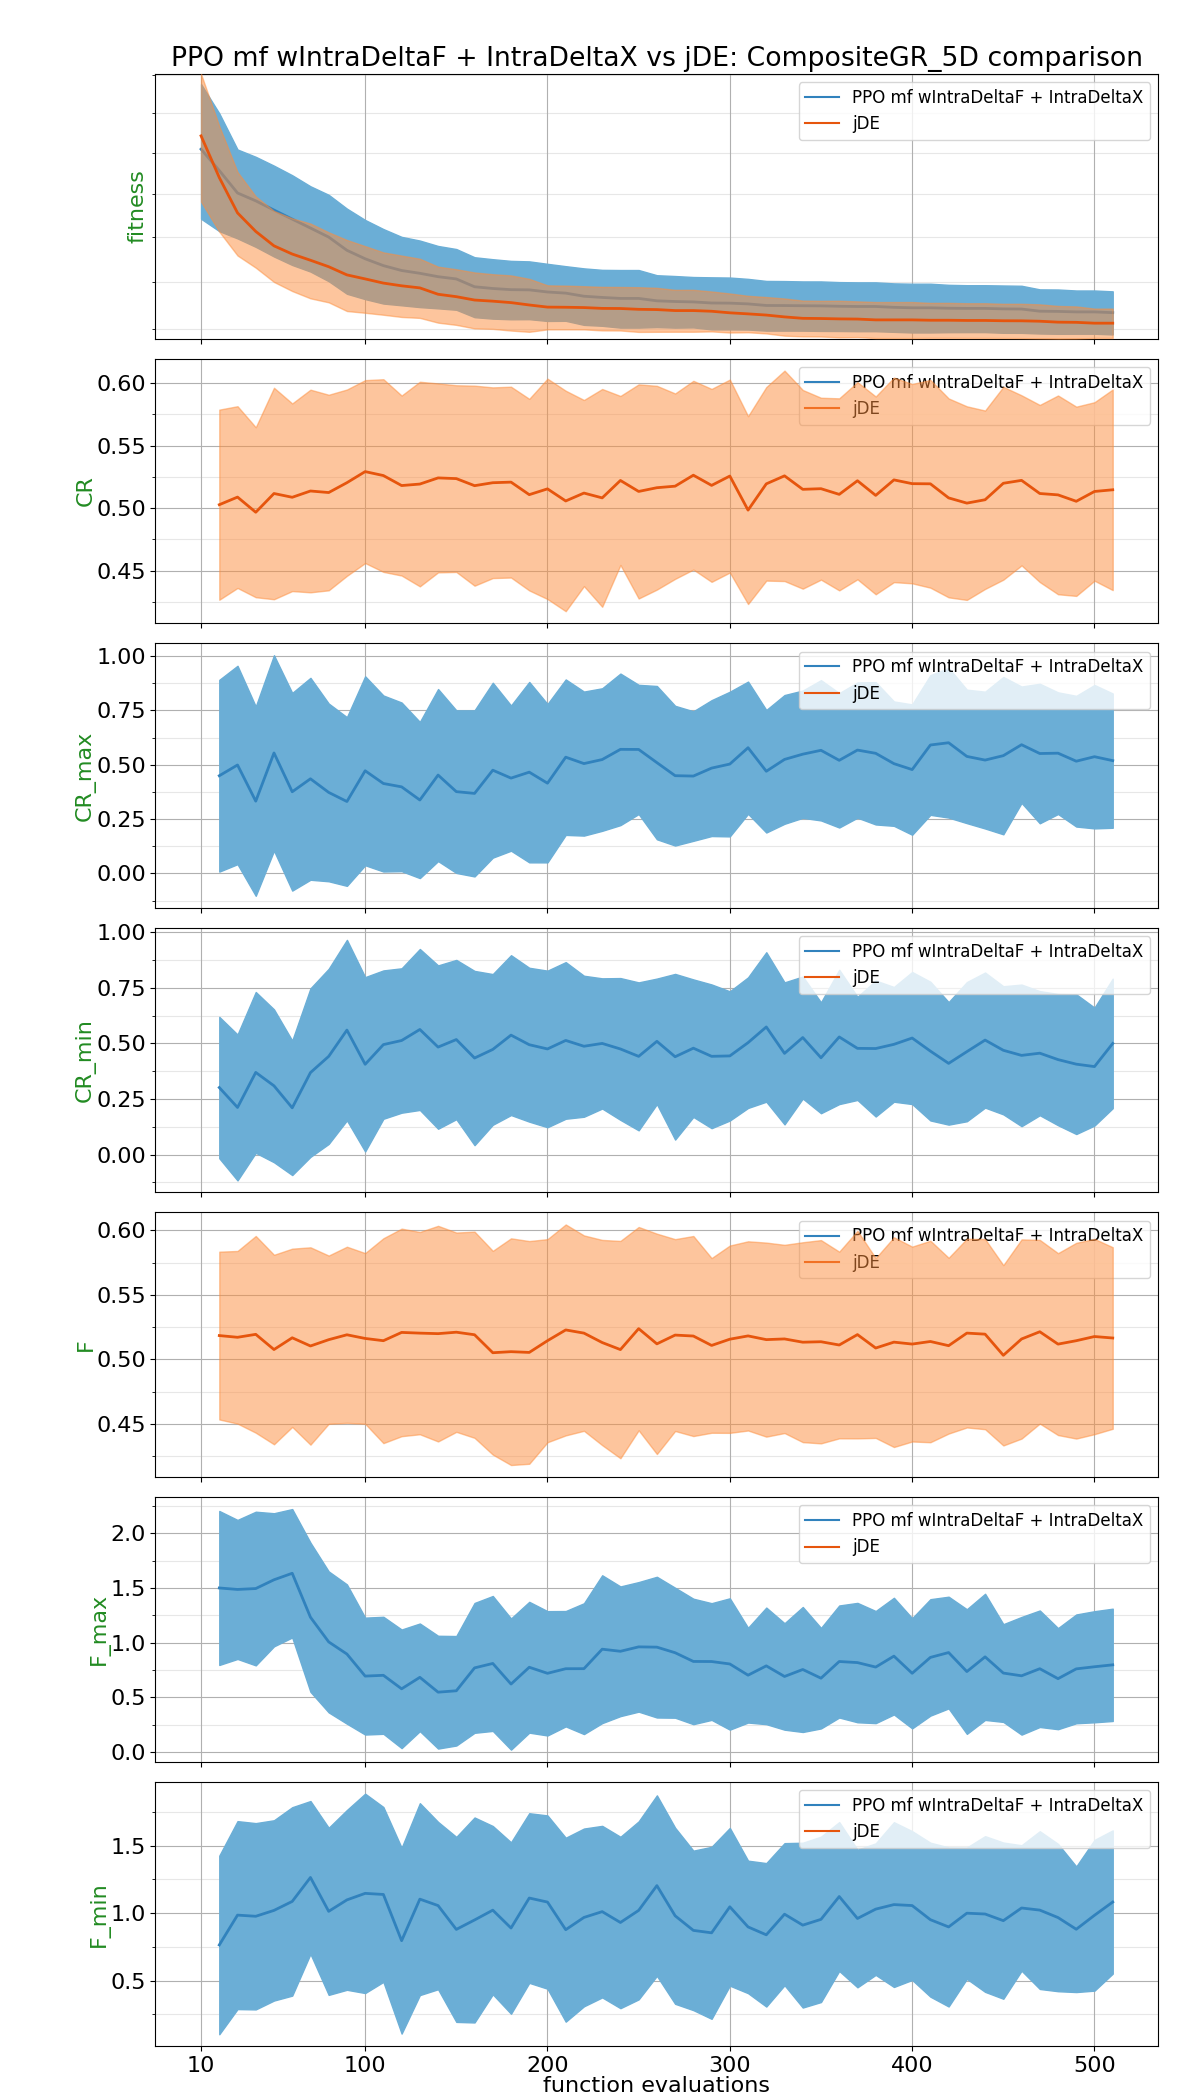 PPO mf wIntraDeltaF + IntraDeltaX vs jDE: CompositeGR_5D comparison
fitness
PPO mf wIntraDeltaF + IntraDeltaX
jDE
CR
0.60
0.55
0.50
0.45
PPO mf wIntraDeltaF + IntraDeltaX
jDE
CR_max
1.00
0.75
0.50
0.25
0.00
PPO mf wIntraDeltaF + IntraDeltaX
jDE
CR_min
1.00
0.75
0.50
0.25
0.00
PPO mf wIntraDeltaF + IntraDeltaX
jDE
F
0.60
0.55
0.50
0.45
PPO mf wIntraDeltaF + IntraDeltaX
jDE
F_max
2.0
1.5
1.0
0.5
0.0
PPO mf wIntraDeltaF + IntraDeltaX
jDE
F_min
1.5
1.0
0.5
PPO mf wIntraDeltaF + IntraDeltaX
jDE
10 100 200 300 400 500
function evaluations